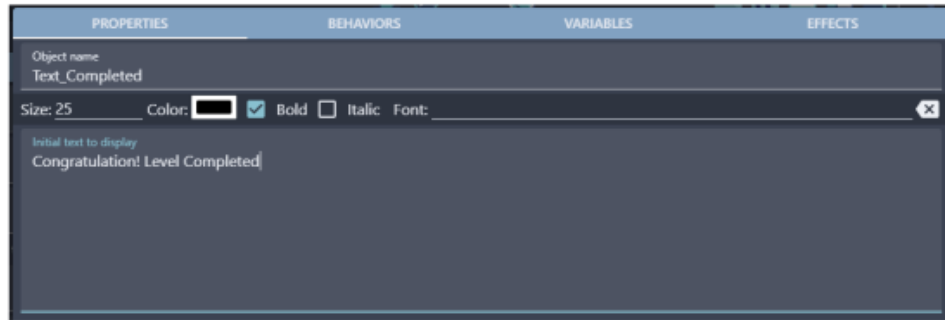 PROPERTIES BEHAVIORS VARIABLES EFFECTS
Object name
Text_Completed
Size: 25 Color: Bold Italic Font:
Initial text to display
Congratulation! Level Completed